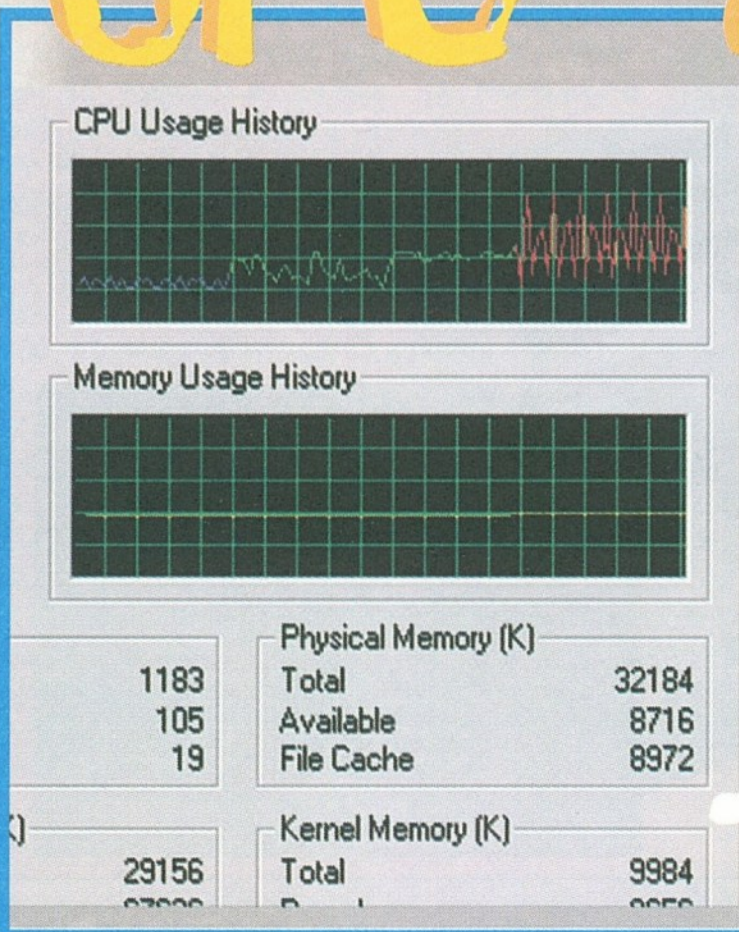 CPU Usage History
Memory Usage History
1183
105
19
Physical Memory (K)
Total 32184
Available 8716
File Cache 8972
K)
29156
Kernel Memory (K)
Total 9984